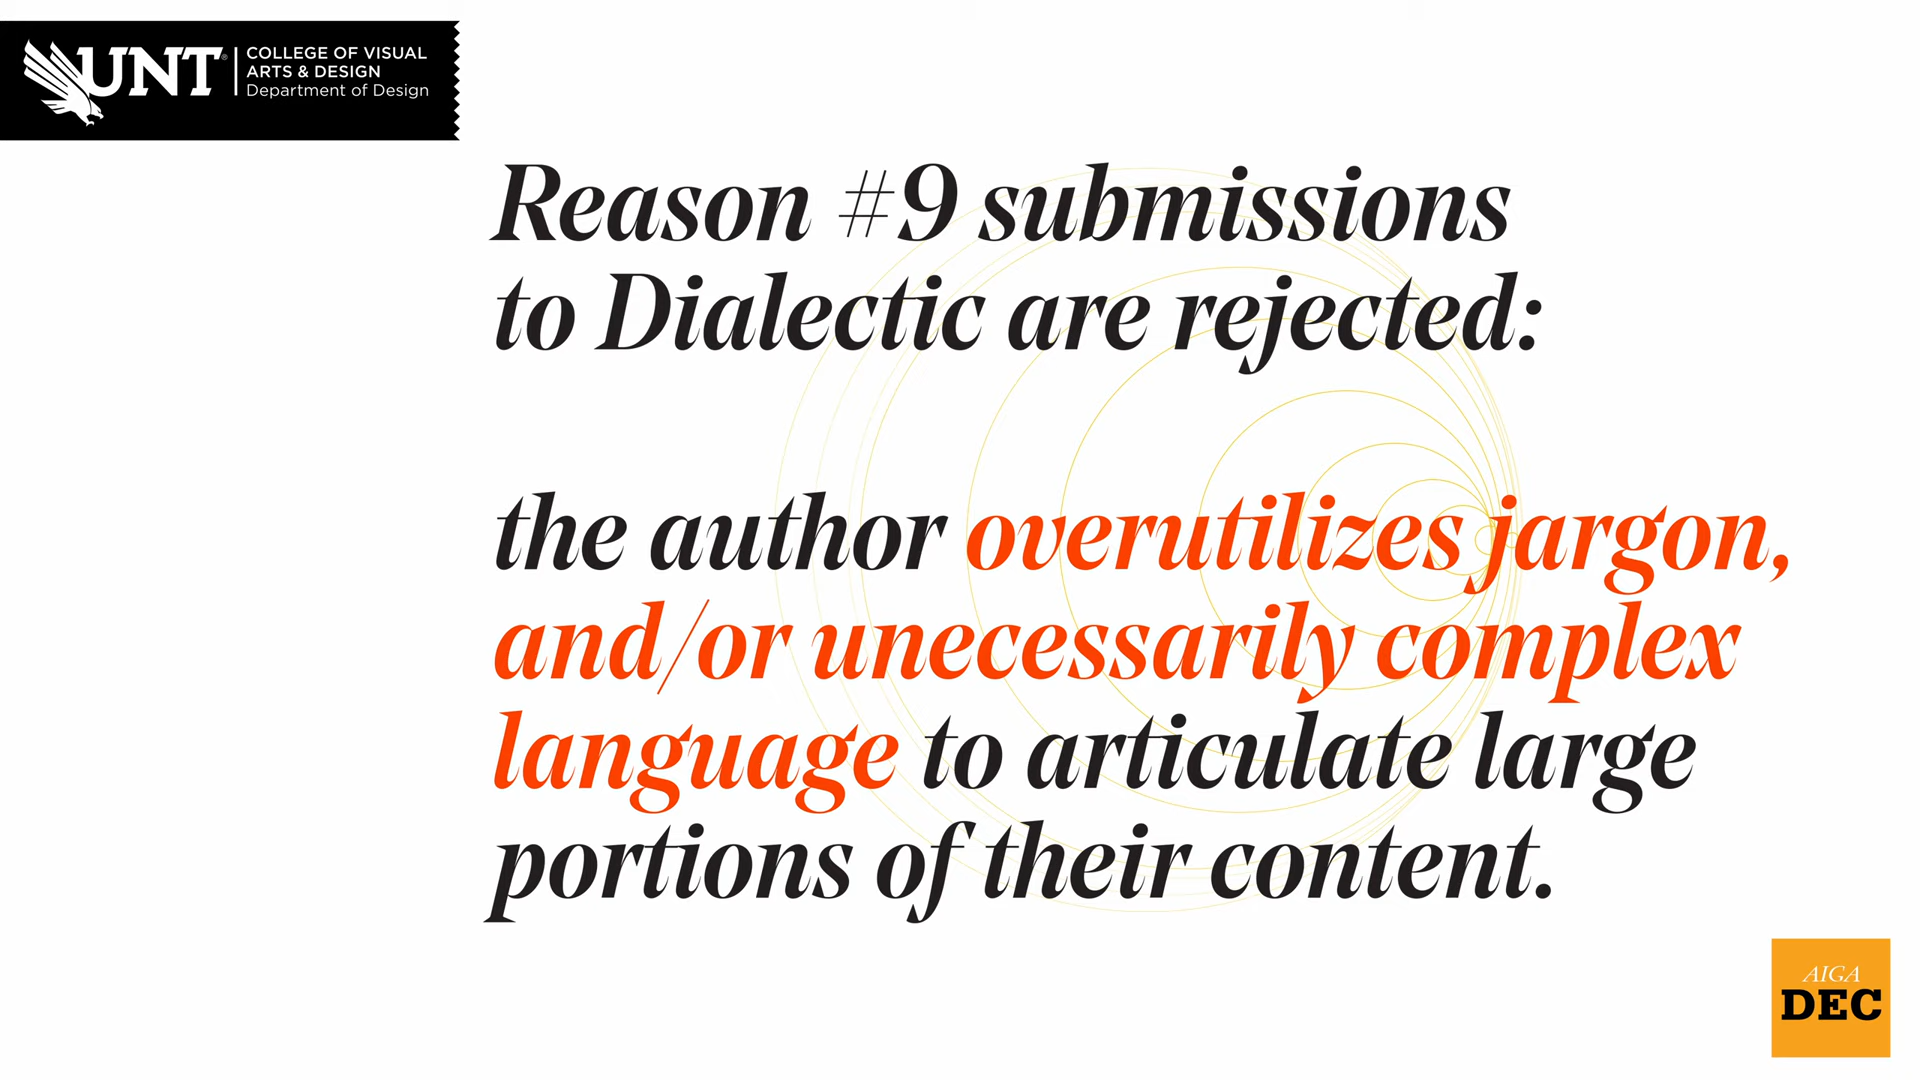 UNT®
COLLEGE OF VISUAL
ARTS & DESIGN
Department of Design
Reason #9 submissions
to Dialectic are rejected:
the author overutilizes jargon,
and/or unecessarily complex
language to articulate large
portions of their content.
AIGA
DEC